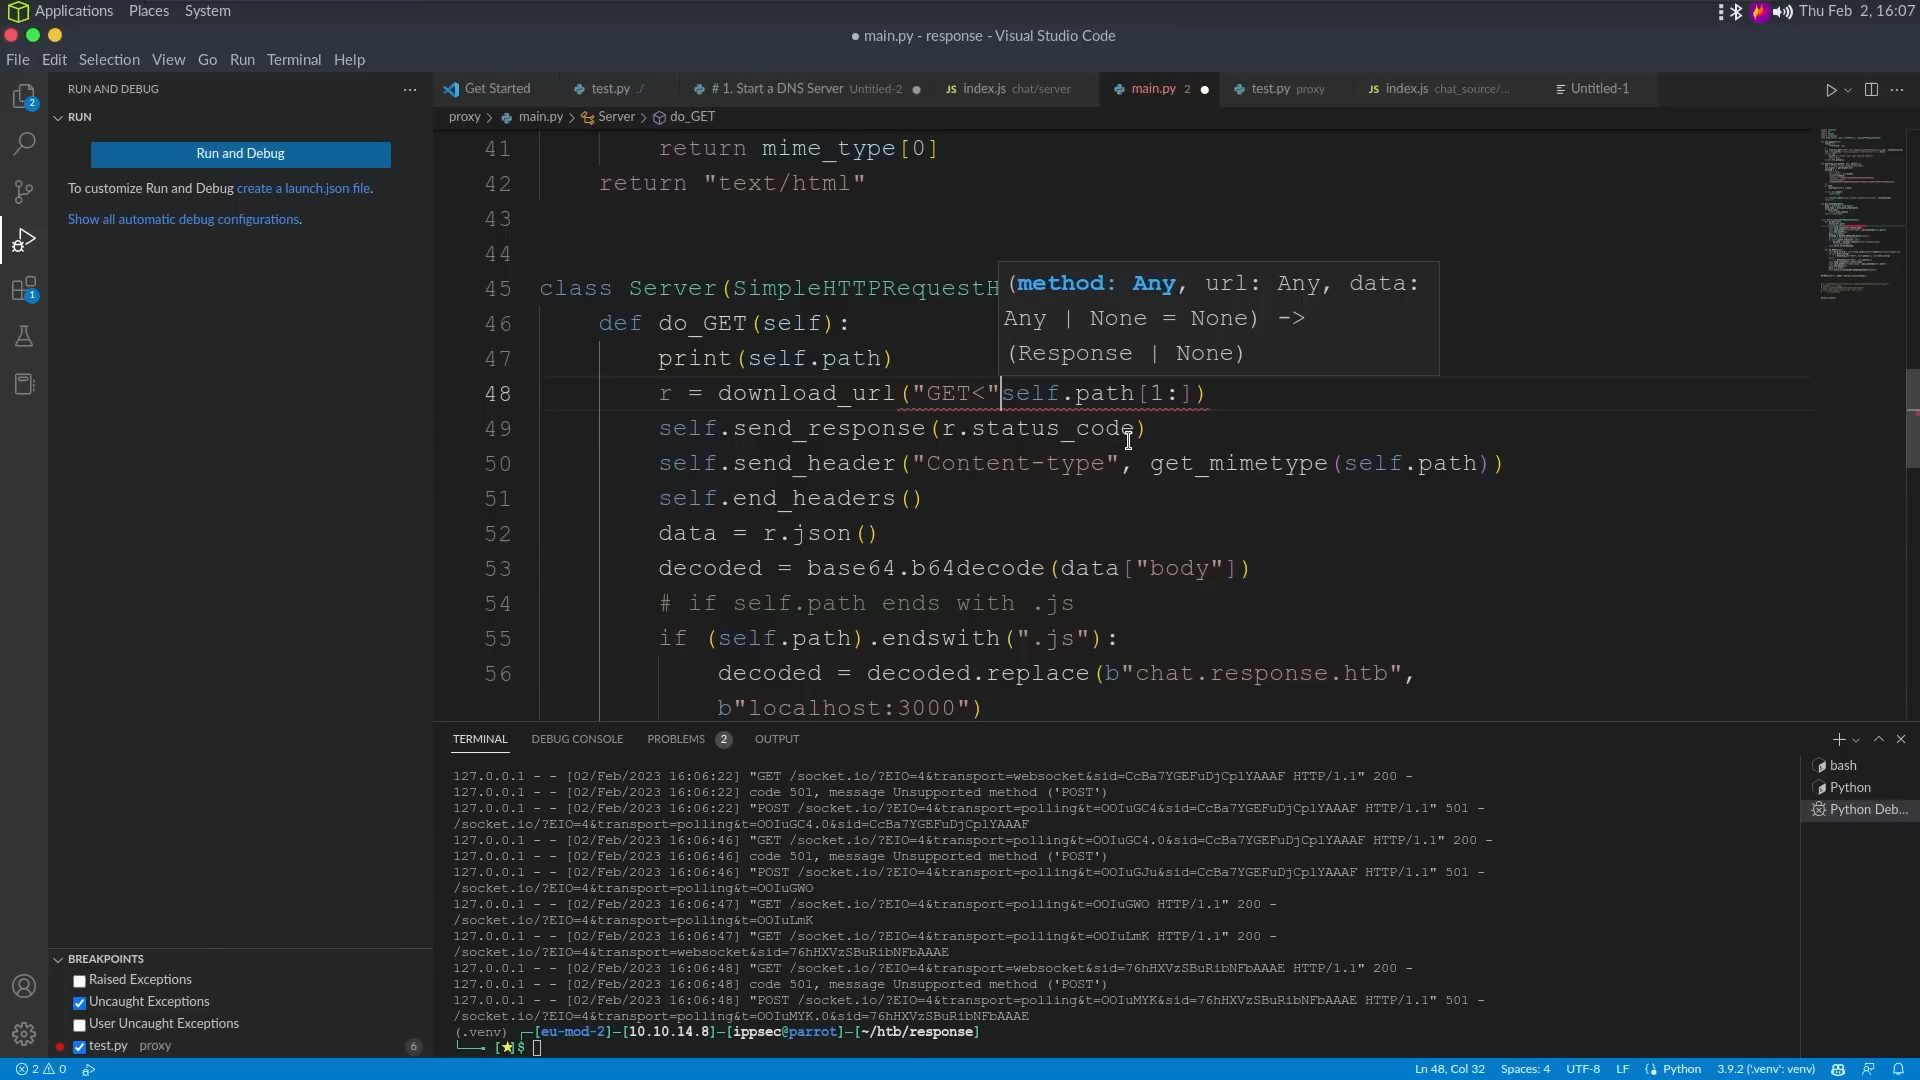 Applications Places System
Thu Feb 2, 16:07
● main.py - response - Visual Studio Code
File Edit Selection View Go Run Terminal Help
RUN AND DEBUG ...
Get Started test.py ./ # 1. Start a DNS Server Untitled-2 ● JS index.js chat/server main.py 2 ● test.py proxy JS index.js chat_source/... Untitled-1
proxy > main.py > Server > do_GET
RUN
Run and Debug
To customize Run and Debug create a launch.json file.
Show all automatic debug configurations.
2
1
41 return mime_type[0]
42 return "text/html"
43
44
45 class Server(SimpleHTTPRequestH
(method: Any, url: Any, data:
Any | None = None) ->
(Response | None)
46 def do_GET(self):
47 print(self.path)
48 r = download_url("GET<"self.path[1:])
49 self.send_response(r.status_code)
50 self.send_header("Content-type", get_mimetype(self.path))
51 self.end_headers()
52 data = r.json()
53 decoded = base64.b64decode(data["body"])
54 # if self.path ends with .js
55 if (self.path).endswith(".js"):
56 decoded = decoded.replace(b"chat.response.htb",
b"localhost:3000")
TERMINAL DEBUG CONSOLE PROBLEMS 2 OUTPUT
127.0.0.1 - - [02/Feb/2023 16:06:22] "GET /socket.io/?EIO=4&transport=websocket&sid=CcBa7YGEFuDjCplYAAAF HTTP/1.1" 200 -
127.0.0.1 - - [02/Feb/2023 16:06:22] code 501, message Unsupported method ('POST')
127.0.0.1 - - [02/Feb/2023 16:06:22] "POST /socket.io/?EIO=4&transport=polling&t=OOIuGC4&sid=CcBa7YGEFuDjCplYAAAF HTTP/1.1" 501 -
/socket.io/?EIO=4&transport=polling&t=OOIuGC4.0&sid=CcBa7YGEFuDjCplYAAAF
127.0.0.1 - - [02/Feb/2023 16:06:46] "GET /socket.io/?EIO=4&transport=polling&t=OOIuGC4.0&sid=CcBa7YGEFuDjCplYAAAF HTTP/1.1" 200 -
127.0.0.1 - - [02/Feb/2023 16:06:46] code 501, message Unsupported method ('POST')
127.0.0.1 - - [02/Feb/2023 16:06:46] "POST /socket.io/?EIO=4&transport=polling&t=OOIuGJu&sid=CcBa7YGEFuDjCplYAAAF HTTP/1.1" 501 -
/socket.io/?EIO=4&transport=polling&t=OOIuGWO
127.0.0.1 - - [02/Feb/2023 16:06:47] "GET /socket.io/?EIO=4&transport=polling&t=OOIuGWO HTTP/1.1" 200 -
/socket.io/?EIO=4&transport=polling&t=OOIuLmK
127.0.0.1 - - [02/Feb/2023 16:06:47] "GET /socket.io/?EIO=4&transport=polling&t=OOIuLmK HTTP/1.1" 200 -
/socket.io/?EIO=4&transport=websocket&sid=76hHXVzSBuRibNFbAAAE
127.0.0.1 - - [02/Feb/2023 16:06:48] "GET /socket.io/?EIO=4&transport=websocket&sid=76hHXVzSBuRibNFbAAAE HTTP/1.1" 200 -
127.0.0.1 - - [02/Feb/2023 16:06:48] code 501, message Unsupported method ('POST')
127.0.0.1 - - [02/Feb/2023 16:06:48] "POST /socket.io/?EIO=4&transport=polling&t=OOIuMYK&sid=76hHXVzSBuRibNFbAAAE HTTP/1.1" 501 -
/socket.io/?EIO=4&transport=polling&t=OOIuMYK.0&sid=76hHXVzSBuRibNFbAAAE
(.venv) ┌─[eu-mod-2]─[10.10.14.8]─[ippsec@parrot]─[~/htb/response]
└──╼ [★]$
bash
Python
Python Deb...
BREAKPOINTS
Raised Exceptions
Uncaught Exceptions
User Uncaught Exceptions
test.py proxy 6
2 0
Ln 48, Col 32 Spaces: 4 UTF-8 LF Python 3.9.2 ('.venv': venv)